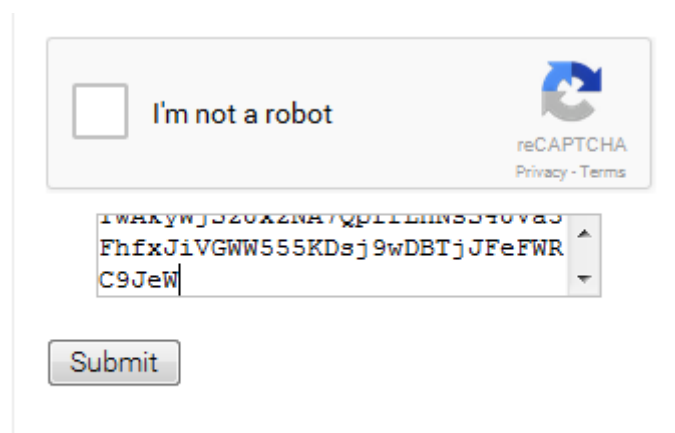 I'm not a robot
reCAPTCHA
Privacy - Terms
FhfxJiVGWW555KDsj9wDBTjJFeFWR
C9JeW
Submit